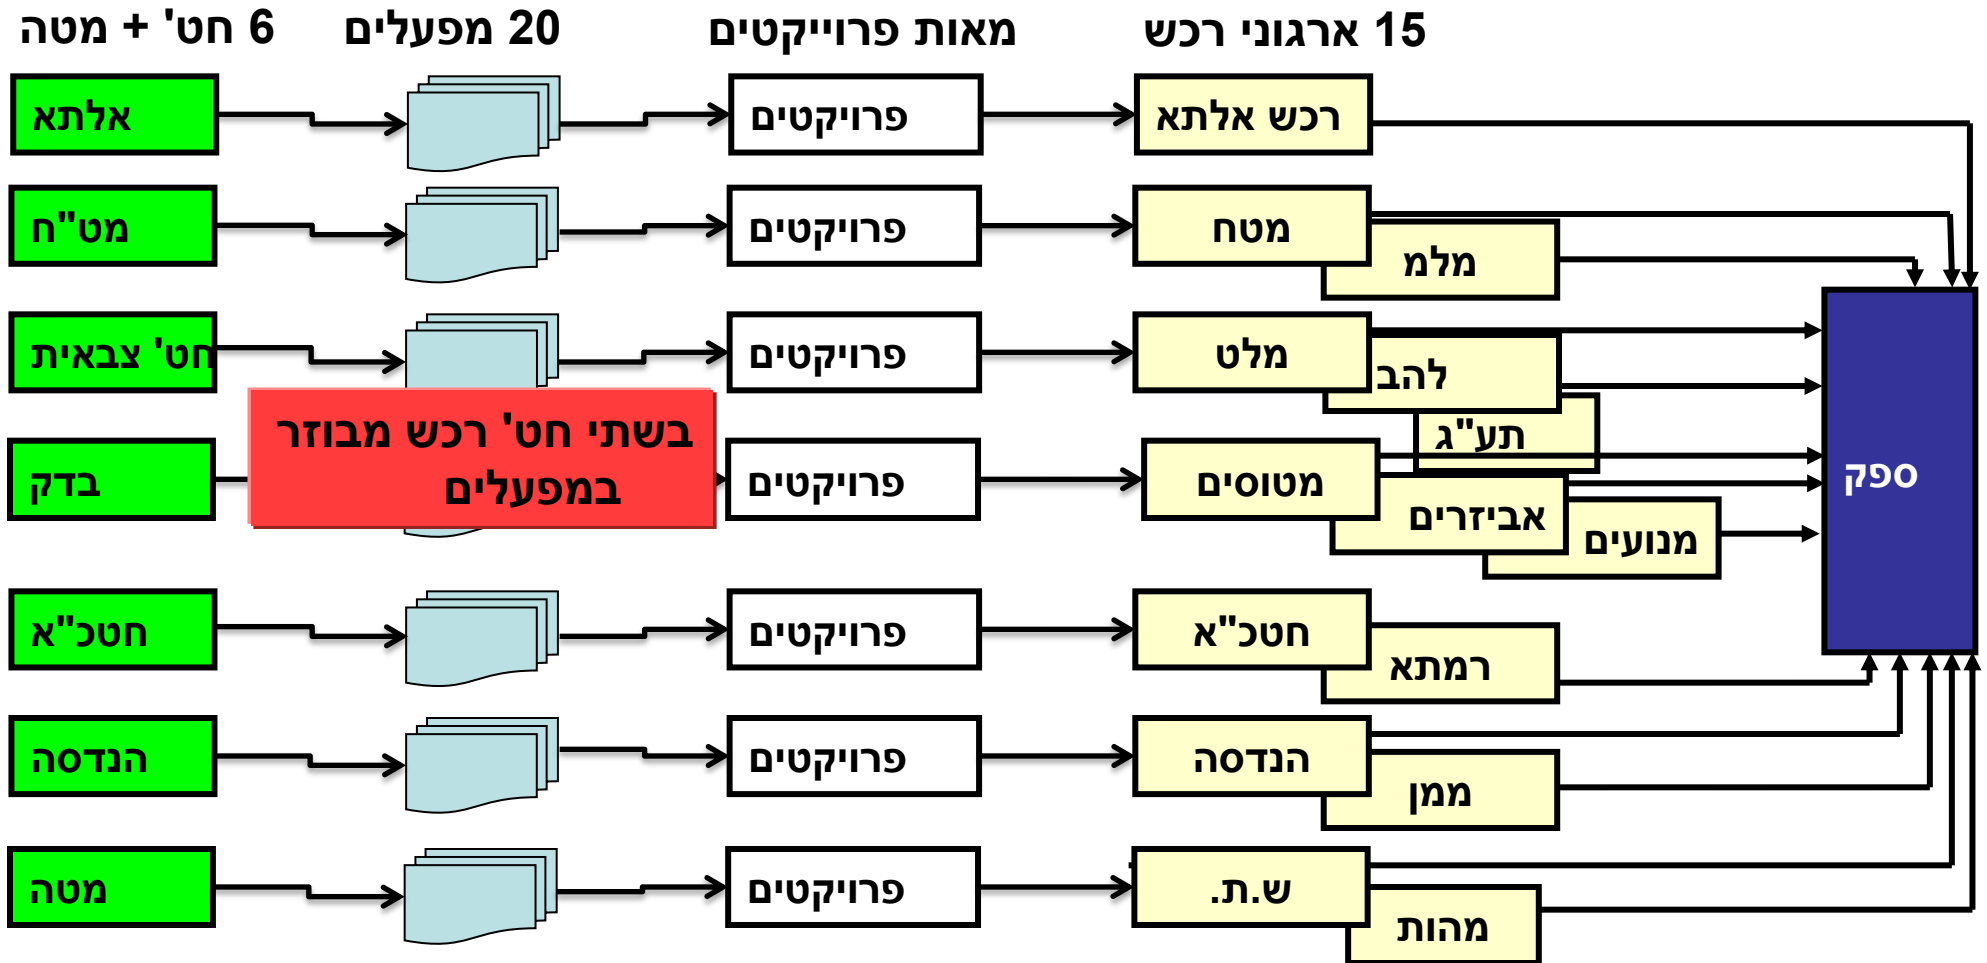 6 חט' + מטה
20 מפעלים
מאות פרוייקטים
15 ארגוני רכש
אלתא
פרויקטים
רכש אלתא
מט"ח
פרויקטים
מטח
מלמ
חט' צבאית
פרויקטים
מלט
להב
תע"ג
בשתי חט' רכש מבוזר
במפעלים
בדק
פרויקטים
מטוסים
אביזרים
מנועים
ספק
חטכ"א
פרויקטים
חטכ"א
רמתא
הנדסה
פרויקטים
הנדסה
ממן
מטה
פרויקטים
ש.ת.
מהות